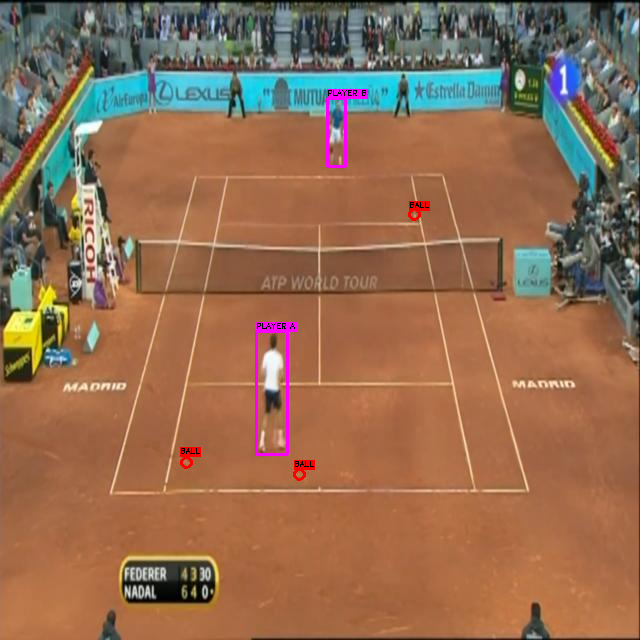 PLAYER B
AirEuropa
LEXUS
MUTUA
Estrella Damm
1
BALL
RICOH
ATP WORLD TOUR
LEXUS
PLAYER A
MADRID
MADRID
BALL
BALL
FEDERER 4 3 30
NADAL 6 4 0